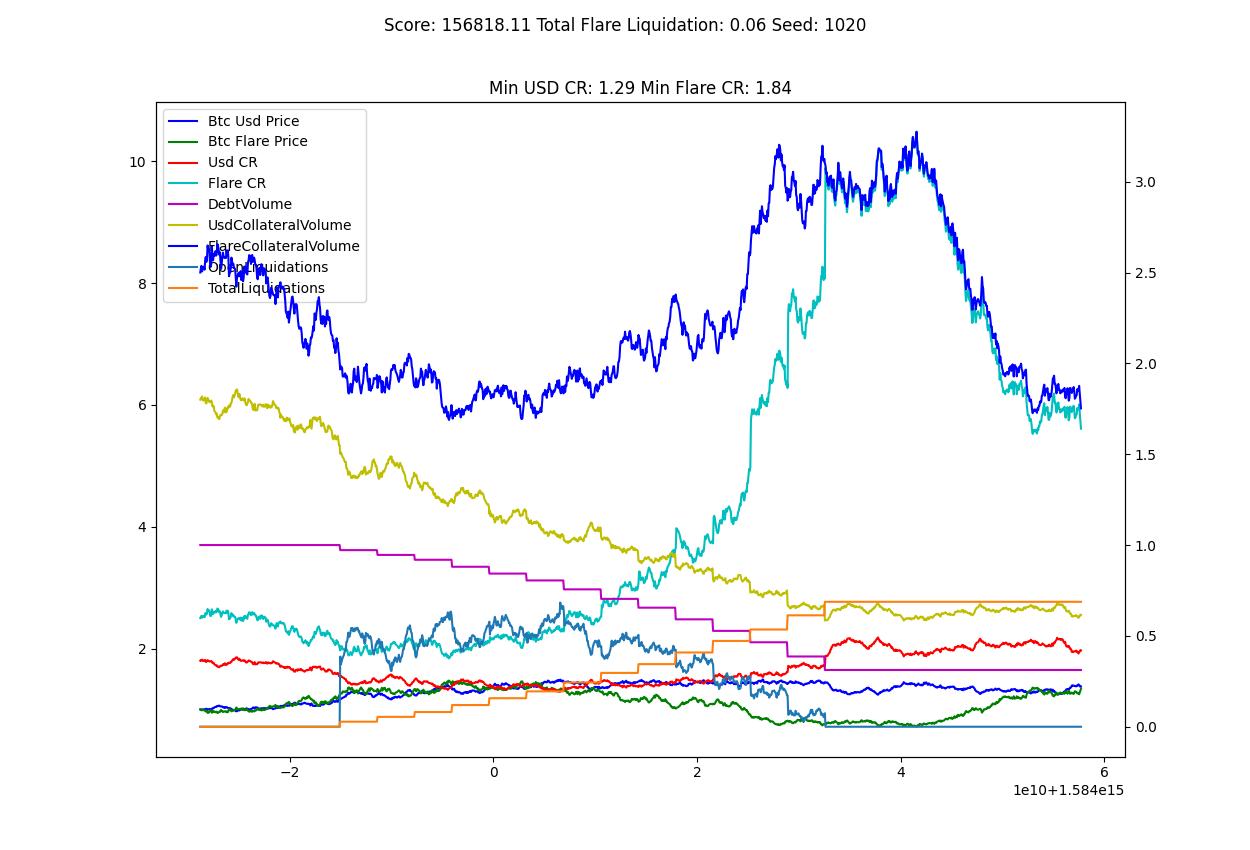 Score: 156818.11 Total Flare Liquidation: 0.06 Seed: 1020
Min USD CR: 1.29 Min Flare CR: 1.84
Btc Usd Price
Btc Flare Price
Usd CR
Flare CR
DebtVolume
UsdCollateralVolume
FlareCollateralVolume
OpenLiquidations
TotalLiquidations
10
8
6
4
2
3.0
2.5
2.0
1.5
1.0
0.5
0.0
−2
0
2
4
6
1e10+1.584e15